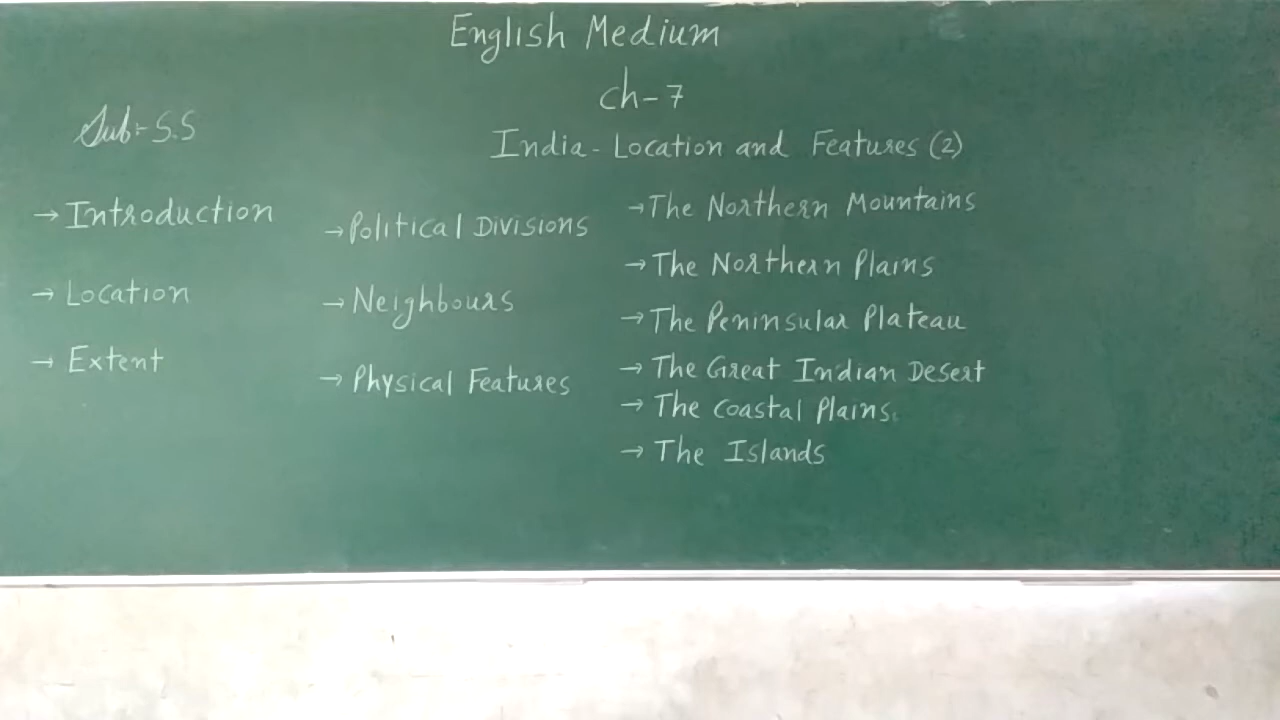 English Medium
ch-7
Sub:- S.S
India - Location and Features (2)
→ Introduction
→ Location
→ Extent
→ Political Divisions
→ Neighbours
→ Physical Features
→ The Northern Mountains
→ The Northern Plains
→ The Peninsular Plateau
→ The Great Indian Desert
→ The Coastal Plains.
→ The Islands